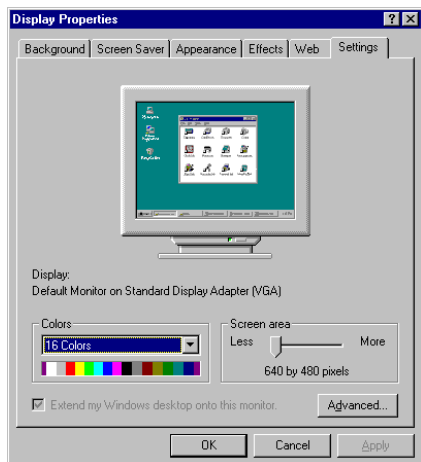 Display Properties
Background Screen Saver Appearance Effects Web Settings
Display:
Default Monitor on Standard Display Adapter (VGA)
Colors
16 Colors
Screen area
Less More
640 by 480 pixels
Extend my Windows desktop onto this monitor.
Advanced...
OK Cancel Apply